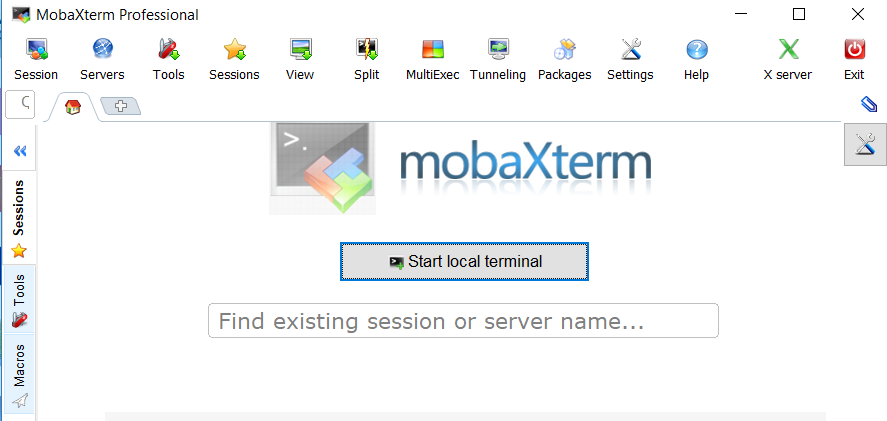 MobaXterm Professional
Session Servers Tools Sessions View Split MultiExec Tunneling Packages Settings Help X server Exit
mobaXterm
Sessions
Start local terminal
Tools
Find existing session or server name...
Macros